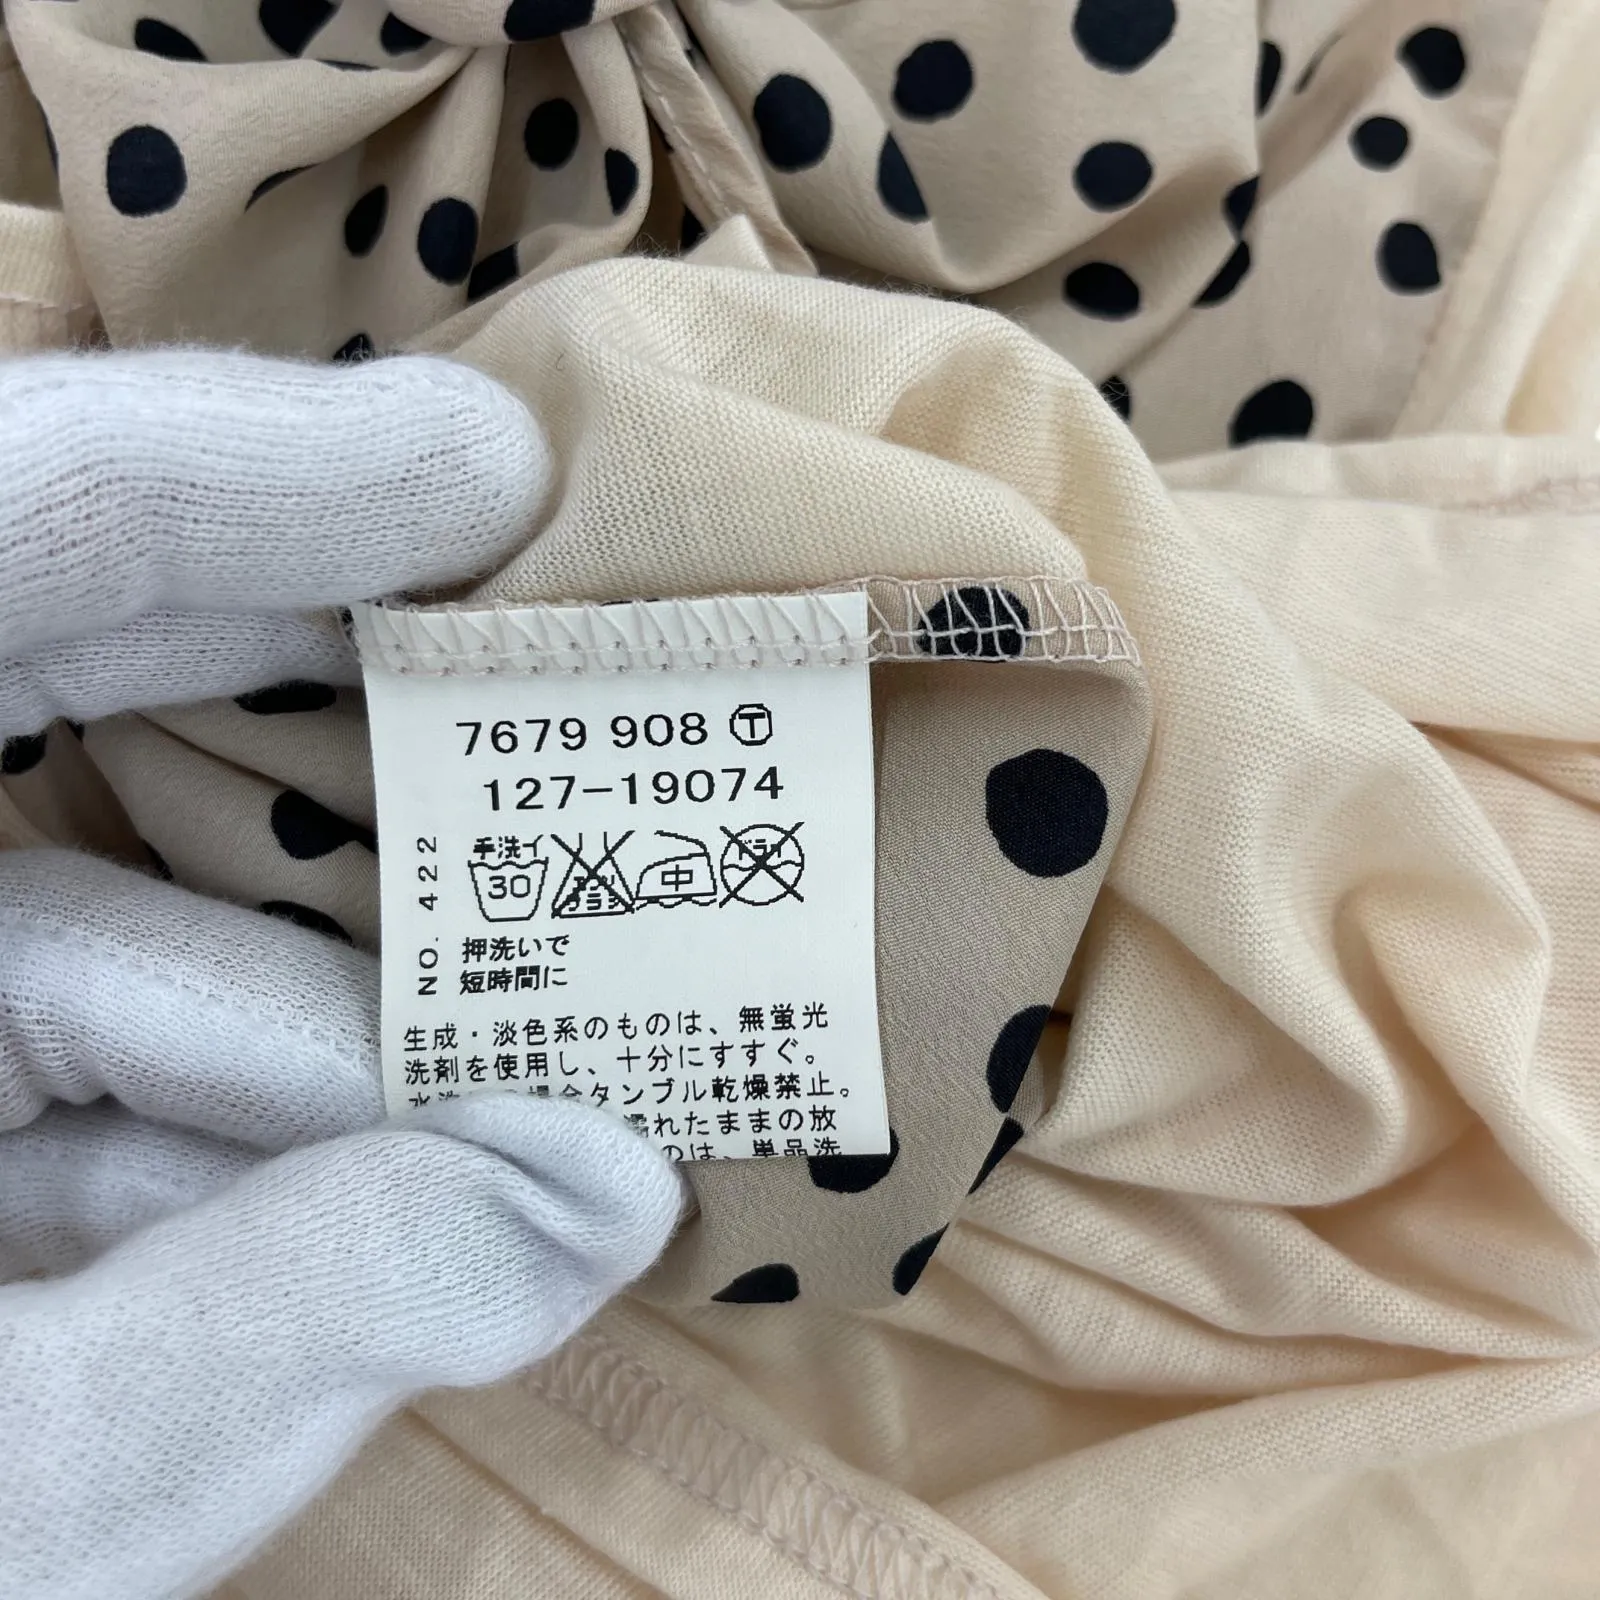 7679 908 Ⓣ
127-19074
手洗イ
30
中
ドライ
NO. 422
押洗いで
短時間に
生成・淡色系のものは、無蛍光
洗剤を使用し、十分にすすぐ。
タンブル乾燥禁止。
濡れたままの放
のは、単品洗